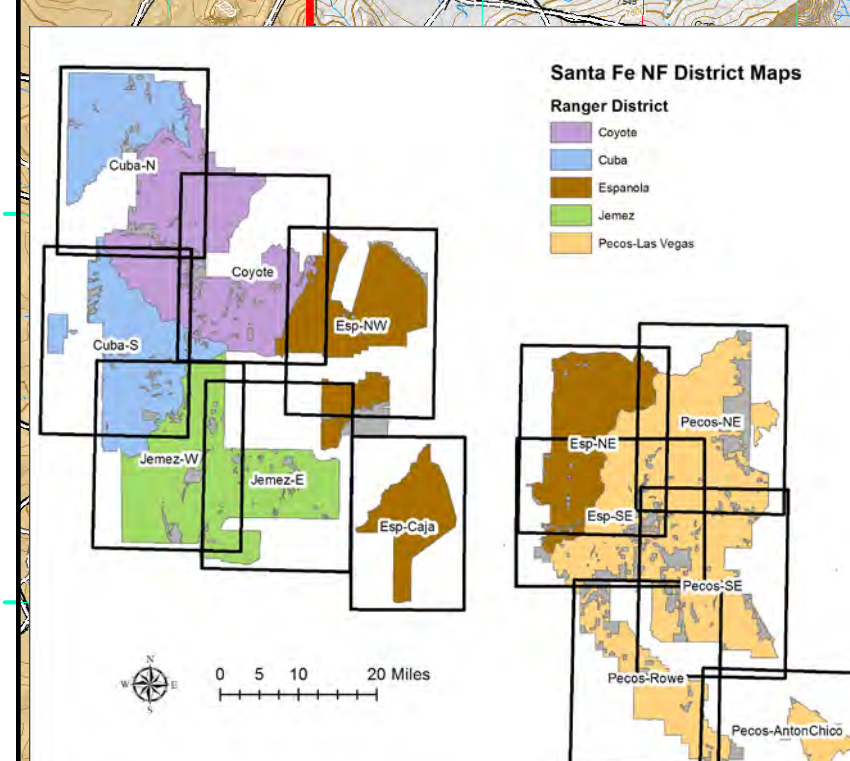 Santa Fe NF District Maps
Ranger District
Coyote
Cuba
Espanola
Jemez
Pecos-Las Vegas
Cuba-N
Coyote
Esp-NW
Cuba-S
Pecos-NE
Esp-NE
Jemez-W
Jemez-E
Esp-SE
Esp-Caja
Pecos-SE
N
W E
S
0 5 10 20 Miles
Pecos-Rowe
Pecos-AntonChico